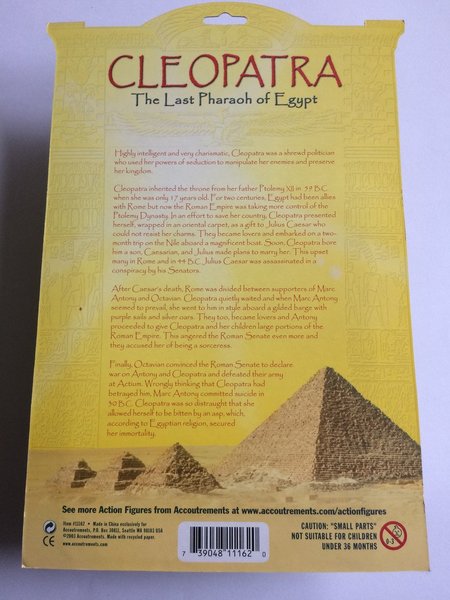 CLEOPATRA
The Last Pharaoh of Egypt
Highly intelligent and very charismatic, Cleopatra was a shrewd politician
who used her powers of seduction to manipulate her enemies and preserve
her kingdom.
Cleopatra inherited the throne from her father Ptolemy XII in 59 B.C.
when she was only 17 years old. For two centuries, Egypt had been allies
with Rome but now the Roman Empire was taking more control of the
Ptolemy Dynasty. In an effort to save her country, Cleopatra presented
herself, wrapped in an oriental carpet, as a gift to Julius Caesar who
could not resist her charms. They became lovers and embarked on a two-
month trip on the Nile aboard a magnificent boat. Soon, Cleopatra bore
him a son, Caesarian, and Julius made plans to marry her. This upset
many in Rome and in 44 B.C. Julius Caesar was assassinated in a
conspiracy by his Senators.
After Caesar's death, Rome was divided between supporters of Marc
Antony and Octavian. Cleopatra quietly waited and when Marc Antony
seemed to prevail, she went to him in style aboard a gilded barge with
purple sails and silver oars. They too, became lovers and Antony
proceeded to give Cleopatra and her children large portions of the
Roman Empire. This angered the Roman Senate even more and
they accused her of being a sorceress.
Finally, Octavian convinced the Roman Senate to declare
war on Antony and Cleopatra and defeated their army
at Actium. Wrongly thinking that Cleopatra had
betrayed him, Marc Antony committed suicide in
30 B.C. Cleopatra was so distraught that she
allowed herself to be bitten by an asp, which,
according to Egyptian religion, secured
her immortality.
See more Action Figures from Accoutrements at www.accoutrements.com/actionfigures
Item #11162 • Made in China exclusively for
Accoutrements, P.O. Box 30811, Seattle WA 98103 USA
©2003 Accoutrements. Made with recycled paper.
www.accoutrements.com
CE
7 39048 11162 0
CAUTION: "SMALL PARTS"
NOT SUITABLE FOR CHILDREN
UNDER 36 MONTHS
0-3